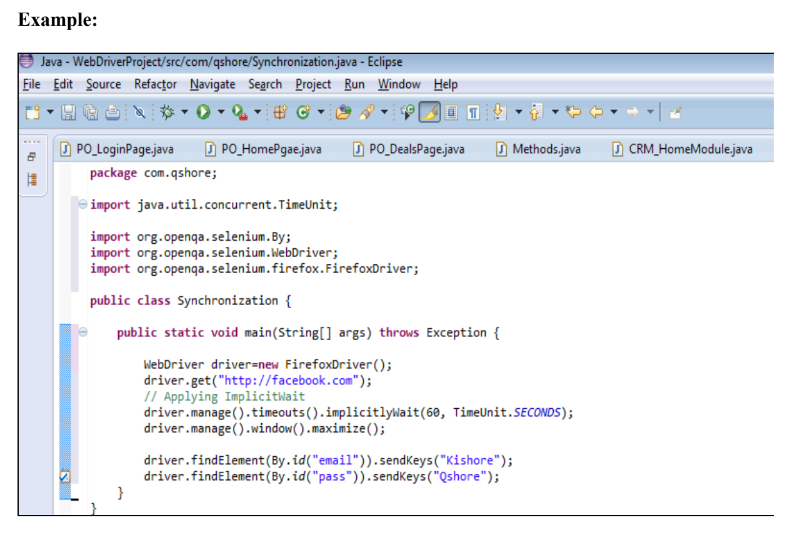 Example:
Java - WebDriverProject/src/com/qshore/Synchronization.java - Eclipse
File Edit Source Refactor Navigate Search Project Run Window Help
PO_LoginPage.java PO_HomePgae.java PO_DealsPage.java Methods.java CRM_HomeModule.java
package com.qshore;
import java.util.concurrent.TimeUnit;
import org.openqa.selenium.By;
import org.openqa.selenium.WebDriver;
import org.openqa.selenium.firefox.FirefoxDriver;
public class Synchronization {
public static void main(String[] args) throws Exception {
WebDriver driver=new FirefoxDriver();
driver.get("http://facebook.com");
// Applying ImplicitWait
driver.manage().timeouts().implicitlyWait(60, TimeUnit.SECONDS);
driver.manage().window().maximize();
driver.findElement(By.id("email")).sendKeys("Kishore");
driver.findElement(By.id("pass")).sendKeys("Qshore");
}
}